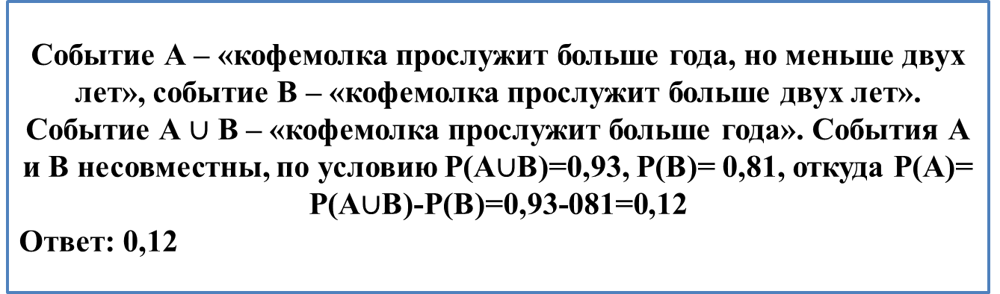 Событие А – «кофемолка прослужит больше года, но меньше двух
лет», событие В – «кофемолка прослужит больше двух лет».
Событие А ∪ В – «кофемолка прослужит больше года». События А
и В несовместны, по условию Р(А∪В)=0,93, Р(В)= 0,81, откуда Р(А)=
Р(А∪В)-Р(В)=0,93-081=0,12
Ответ: 0,12